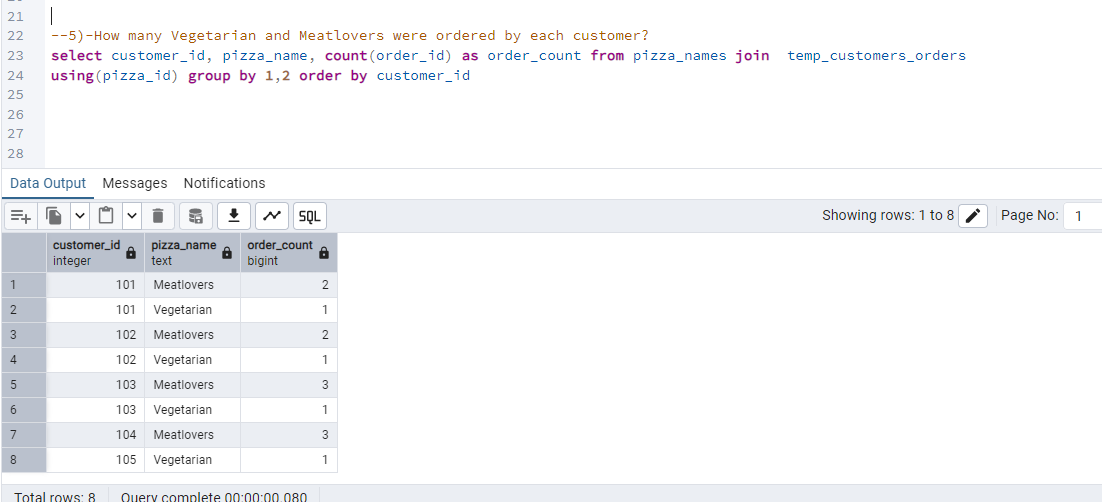 21
22 --5)-How many Vegetarian and Meatlovers were ordered by each customer?
23 select customer_id, pizza_name, count(order_id) as order_count from pizza_names join  temp_customers_orders
24 using(pizza_id) group by 1,2 order by customer_id
25
26
27
28
Data Output Messages Notifications
SQL Showing rows: 1 to 8 Page No: 1
customer_id pizza_name order_count
integer text bigint
1 101 Meatlovers 2
2 101 Vegetarian 1
3 102 Meatlovers 2
4 102 Vegetarian 1
5 103 Meatlovers 3
6 103 Vegetarian 1
7 104 Meatlovers 3
8 105 Vegetarian 1
Total rows: 8 Query complete 00:00:00.080